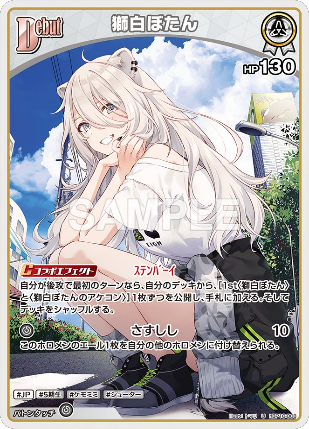 Debut
獅白ぼたん
HP 130
SAMPLE
LION
コラボエフェクト ステンバーイ
自分が後攻で最初のターンなら、自分のデッキから、[1st〈獅白ぼたん〉
と〈獅白ぼたんのアケコン〉]1枚ずつを公開し、手札に加える。そして
デッキをシャッフルする。
さすしし 10
このホロメンのエール1枚を自分の他のホロメンに付け替えられる。
#JP #5期生 #ケモミミ #シューター
バトンタッチ